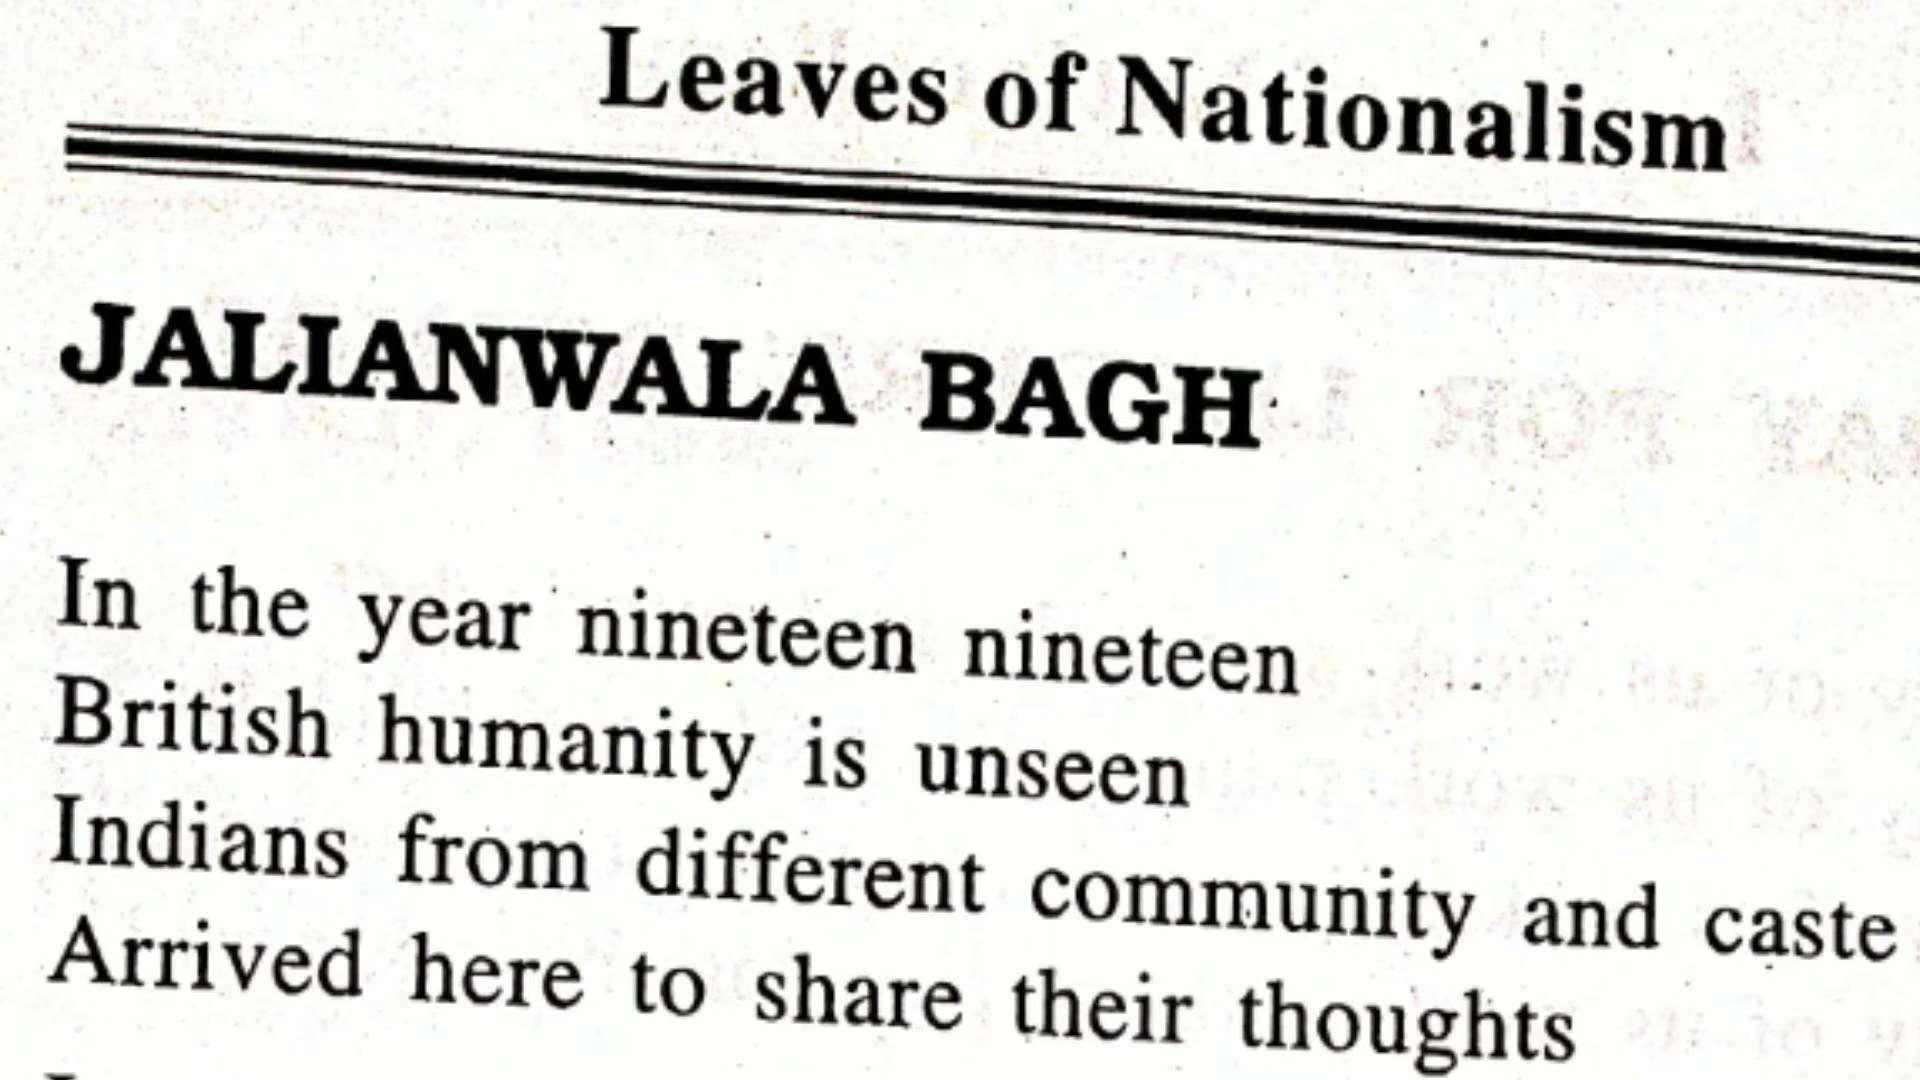 Leaves of Nationalism
JALIANWALA BAGH
In the year nineteen nineteen
British humanity is unseen
Indians from different community and caste
Arrived here to share their thoughts